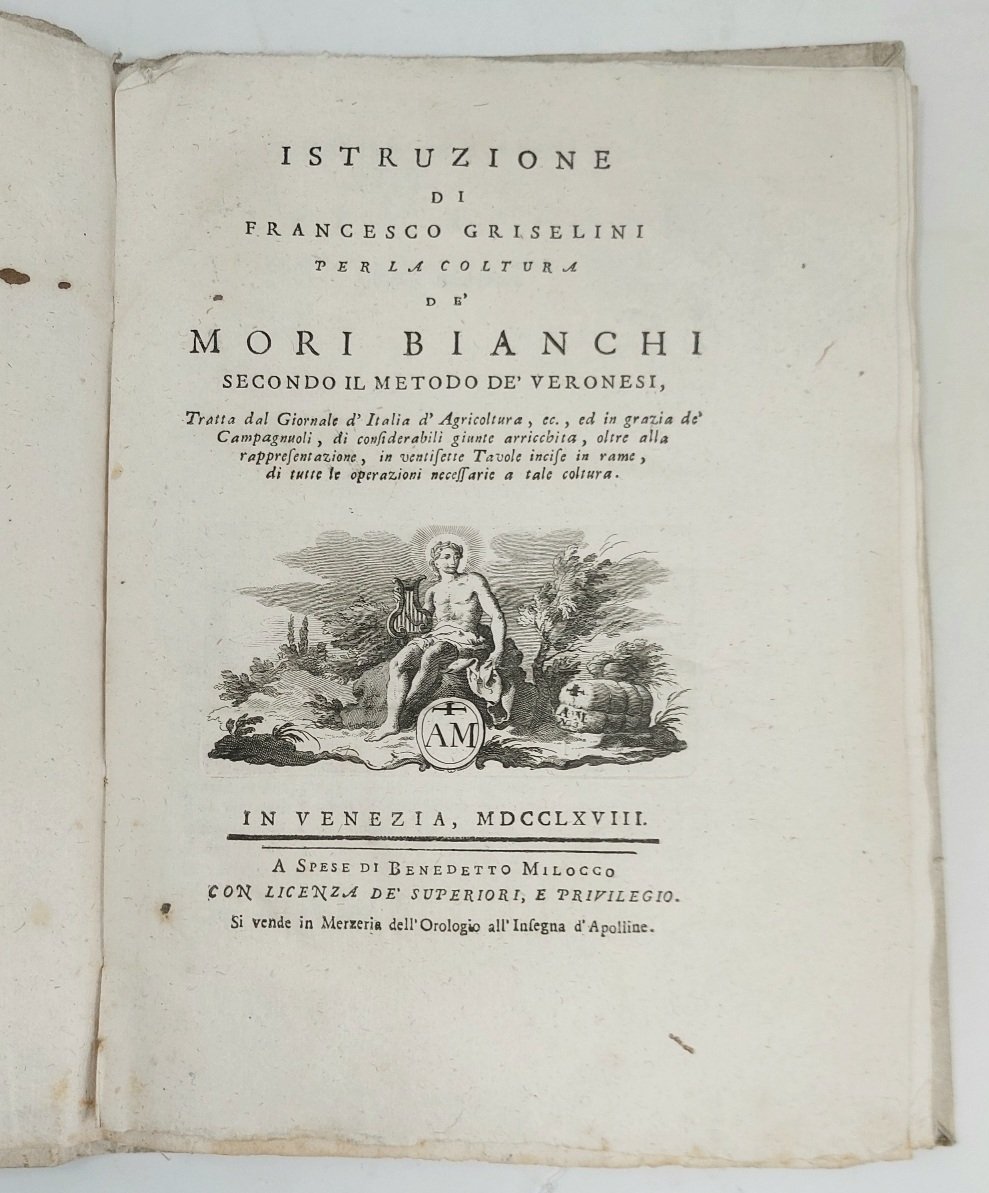 ISTRUZIONE
DI
FRANCESCO GRISELINI
PER LA COLTURA
DE'
MORI BIANCHI
SECONDO IL METODO DE' VERONESI,
Tratta dal Giornale d'Italia d'Agricoltura, ec., ed in grazia de'
Campagnuoli, di conſiderabili giunte arricchita, oltre alla
rappreſentazione, in ventiſette Tavole inciſe in rame,
di tutte le operazioni neceſſarie a tale coltura.
AM
IN VENEZIA, MDCCLXVIII.
A SPESE DI BENEDETTO MILOCCO
CON LICENZA DE' SUPERIORI, E PRIVILEGIO.
Si vende in Merzeria dell'Orologio all'Inſegna d'Apolline.